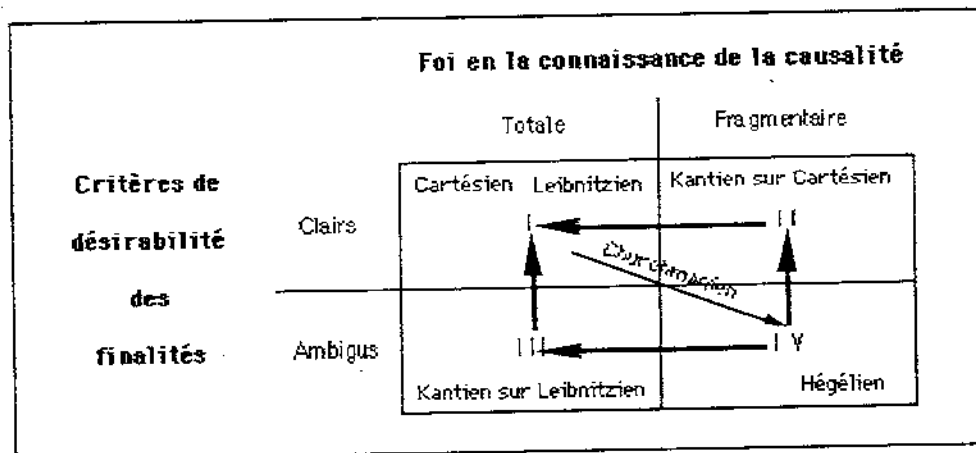 Foi en la connaissance de la causalité
Totale
Fragmentaire
Critères de
désirabilité
des
finalités
Clairs
Ambigus
Cartésien Leibnitzien
Kantien sur Cartésien
I
II
III
IV
Kantien sur Leibnitzien
Hégélien